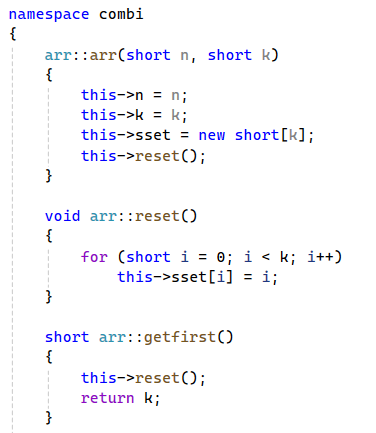 namespace combi
{
    arr::arr(short n, short k)
    {
        this->n = n;
        this->k = k;
        this->sset = new short[k];
        this->reset();
    }

    void arr::reset()
    {
        for (short i = 0; i < k; i++)
            this->sset[i] = i;
    }

    short arr::getfirst()
    {
        this->reset();
        return k;
    }